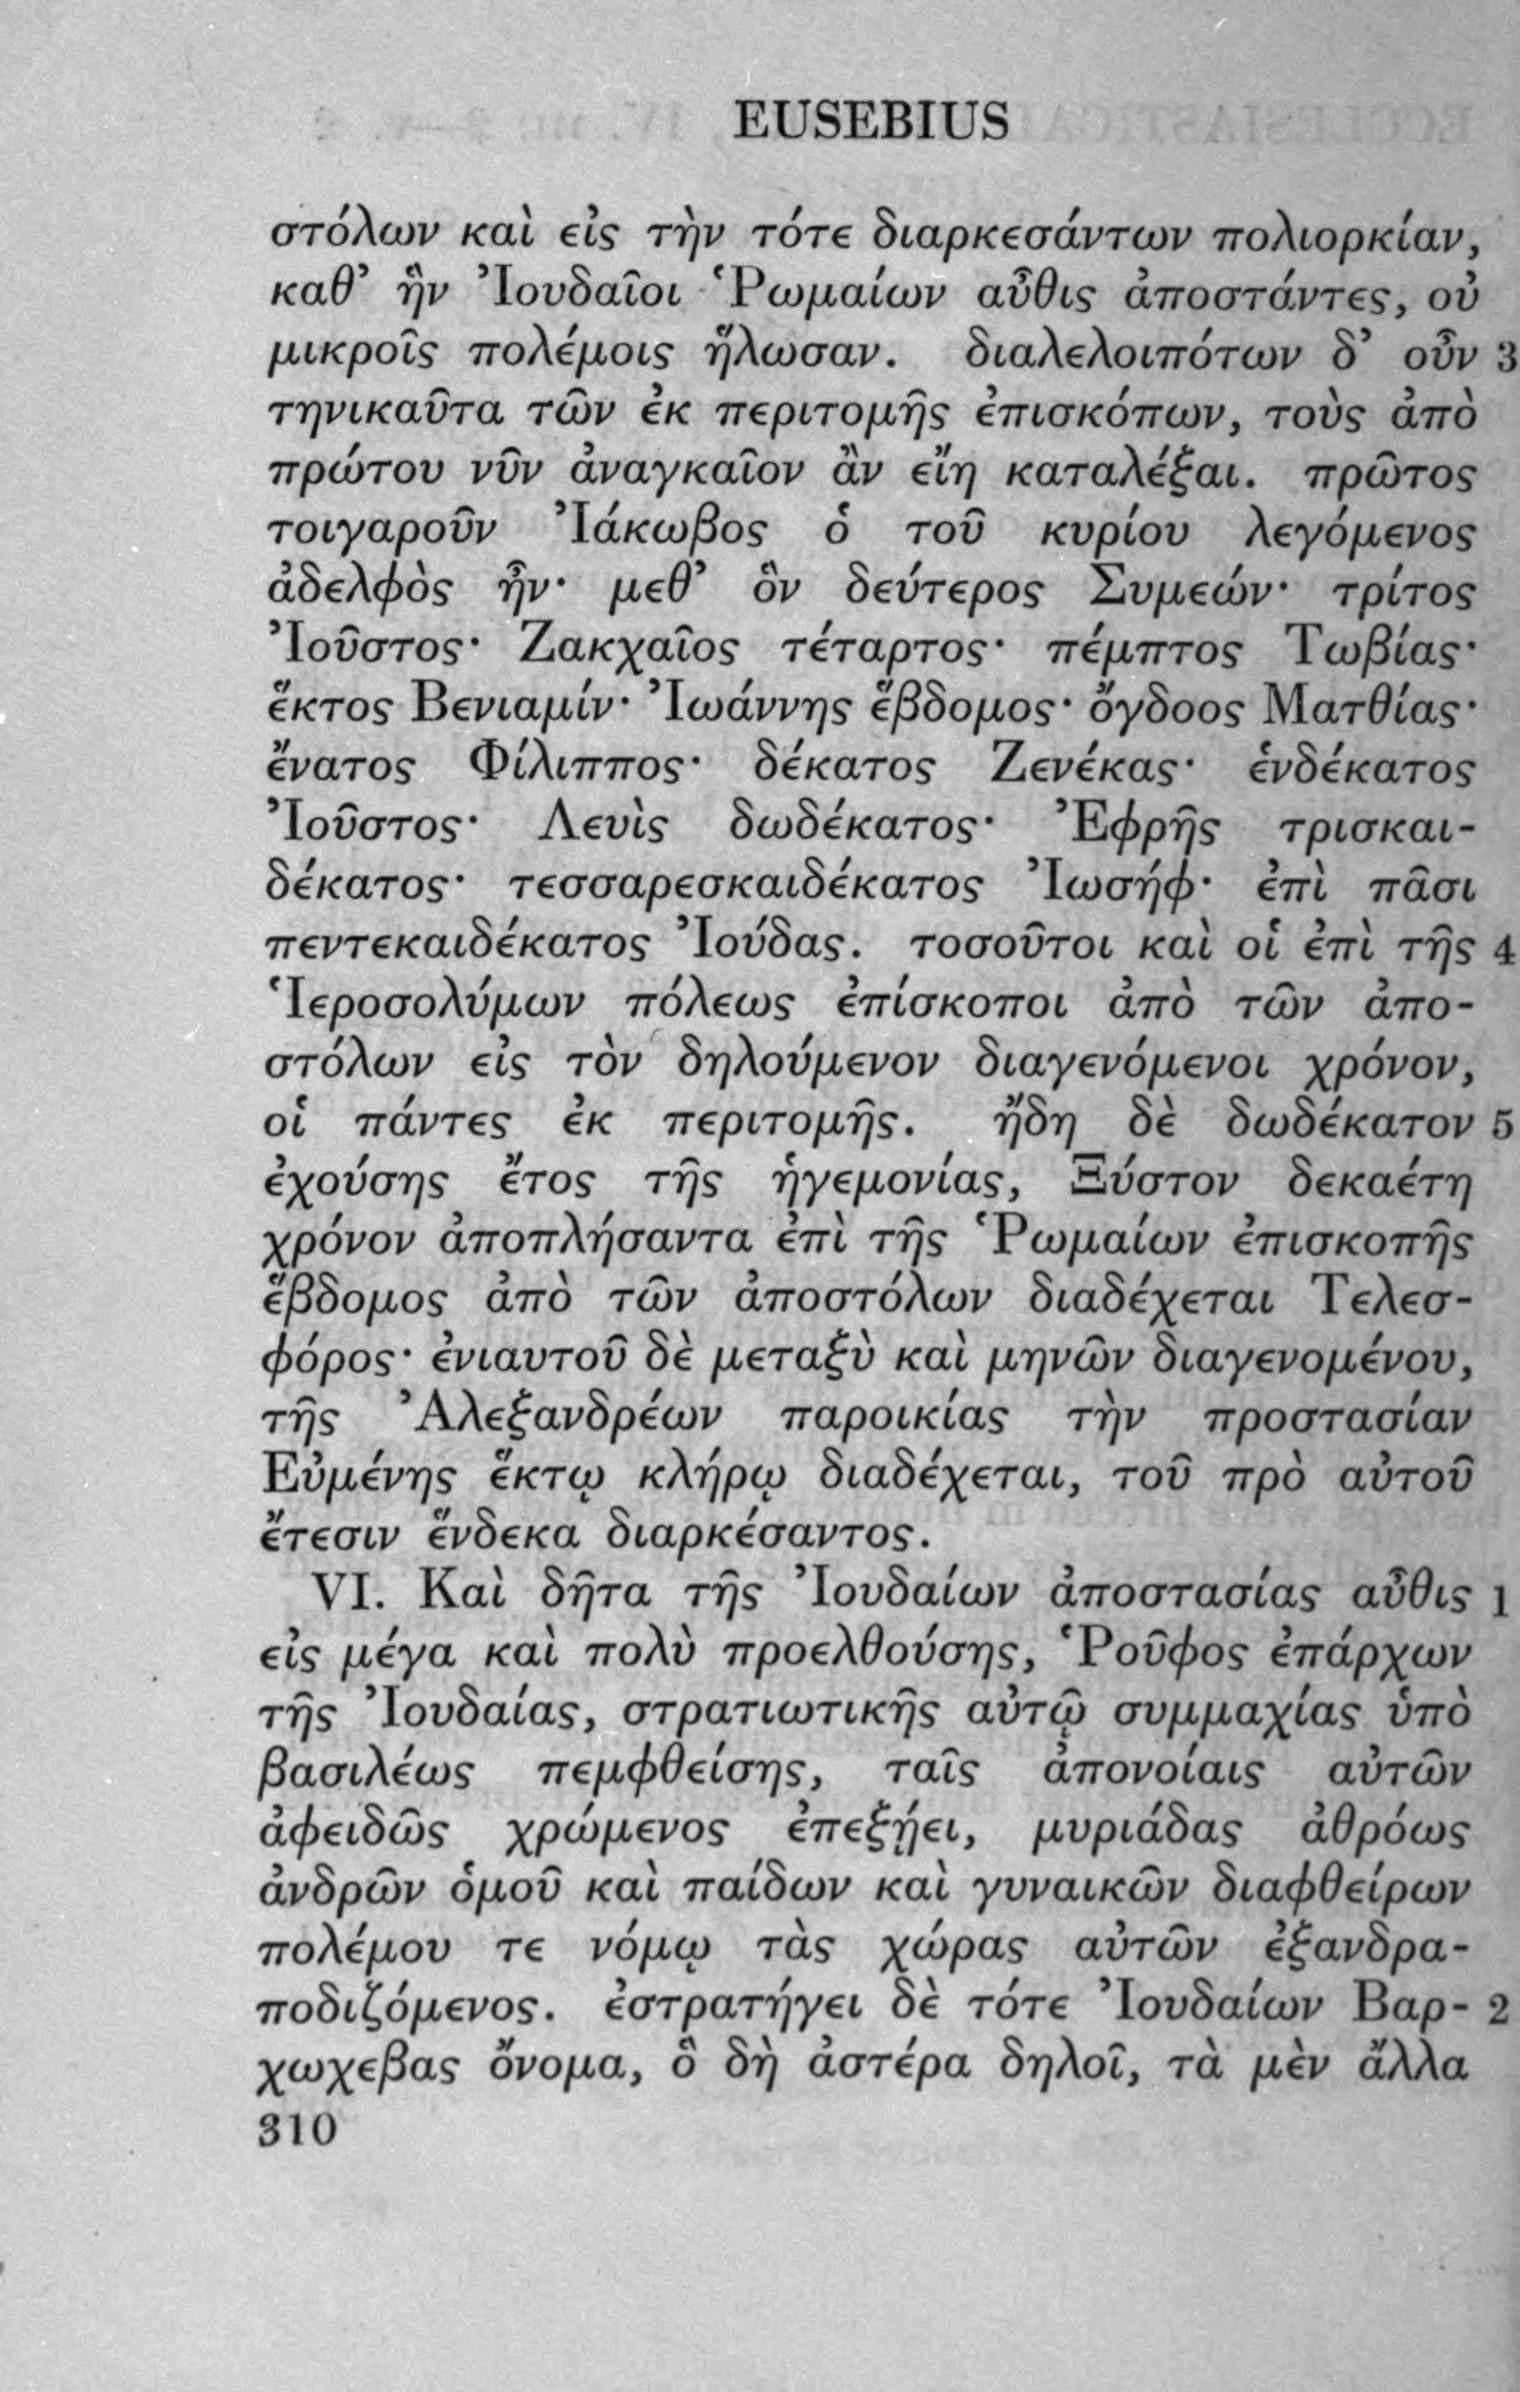 EUSEBIUS
στόλων καὶ εἰς τὴν τότε διαρκεσάντων πολιορκίαν,
καθ’ ἣν Ἰουδαῖοι Ῥωμαίων αὖθις ἀποστάντες, οὐ
μικροῖς πολέμοις ἥλωσαν. διαλελοιπότων δ’ οὖν 3
τηνικαῦτα τῶν ἐκ περιτομῆς ἐπισκόπων, τοὺς ἀπὸ
πρώτου νῦν ἀναγκαῖον ἂν εἴη καταλέξαι. πρῶτος
τοιγαροῦν Ἰάκωβος ὁ τοῦ κυρίου λεγόμενος
ἀδελφὸς ἦν· μεθ’ ὃν δεύτερος Συμεών· τρίτος
Ἰοῦστος· Ζακχαῖος τέταρτος· πέμπτος Τωβίας·
ἕκτος Βενιαμίν· Ἰωάννης ἕβδομος· ὄγδοος Ματθίας·
ἔνατος Φίλιππος· δέκατος Ζενέκας· ἑνδέκατος
Ἰοῦστος· Λευὶς δωδέκατος· Ἐφρῆς τρισκαι-
δέκατος· τεσσαρεσκαιδέκατος Ἰωσήφ· ἐπὶ πᾶσι
πεντεκαιδέκατος Ἰούδας. τοσοῦτοι καὶ οἱ ἐπὶ τῆς 4
Ἱεροσολύμων πόλεως ἐπίσκοποι ἀπὸ τῶν ἀπο-
στόλων εἰς τὸν δηλούμενον διαγενόμενοι χρόνον,
οἱ πάντες ἐκ περιτομῆς. ἤδη δὲ δωδέκατον 5
ἐχούσης ἔτος τῆς ἡγεμονίας, Ξύστον δεκαέτη
χρόνον ἀποπλήσαντα ἐπὶ τῆς Ῥωμαίων ἐπισκοπῆς
ἕβδομος ἀπὸ τῶν ἀποστόλων διαδέχεται Τελεσ-
φόρος· ἐνιαυτοῦ δὲ μεταξὺ καὶ μηνῶν διαγενομένου,
τῆς Ἀλεξανδρέων παροικίας τὴν προστασίαν
Εὐμένης ἕκτῳ κλήρῳ διαδέχεται, τοῦ πρὸ αὐτοῦ
ἔτεσιν ἕνδεκα διαρκέσαντος.
VI. Καὶ δῆτα τῆς Ἰουδαίων ἀποστασίας αὖθις 1
εἰς μέγα καὶ πολὺ προελθούσης, Ῥοῦφος ἐπάρχων
τῆς Ἰουδαίας, στρατιωτικῆς αὐτῷ συμμαχίας ὑπὸ
βασιλέως πεμφθείσης, ταῖς ἀπονοίαις αὐτῶν
ἀφειδῶς χρώμενος ἐπεξῄει, μυριάδας ἀθρόως
ἀνδρῶν ὁμοῦ καὶ παίδων καὶ γυναικῶν διαφθείρων
πολέμου τε νόμῳ τὰς χώρας αὐτῶν ἐξανδρα-
ποδιζόμενος. ἐστρατήγει δὲ τότε Ἰουδαίων Βαρ- 2
χωχεβας ὄνομα, ὃ δὴ ἀστέρα δηλοῖ, τὰ μὲν ἄλλα
310